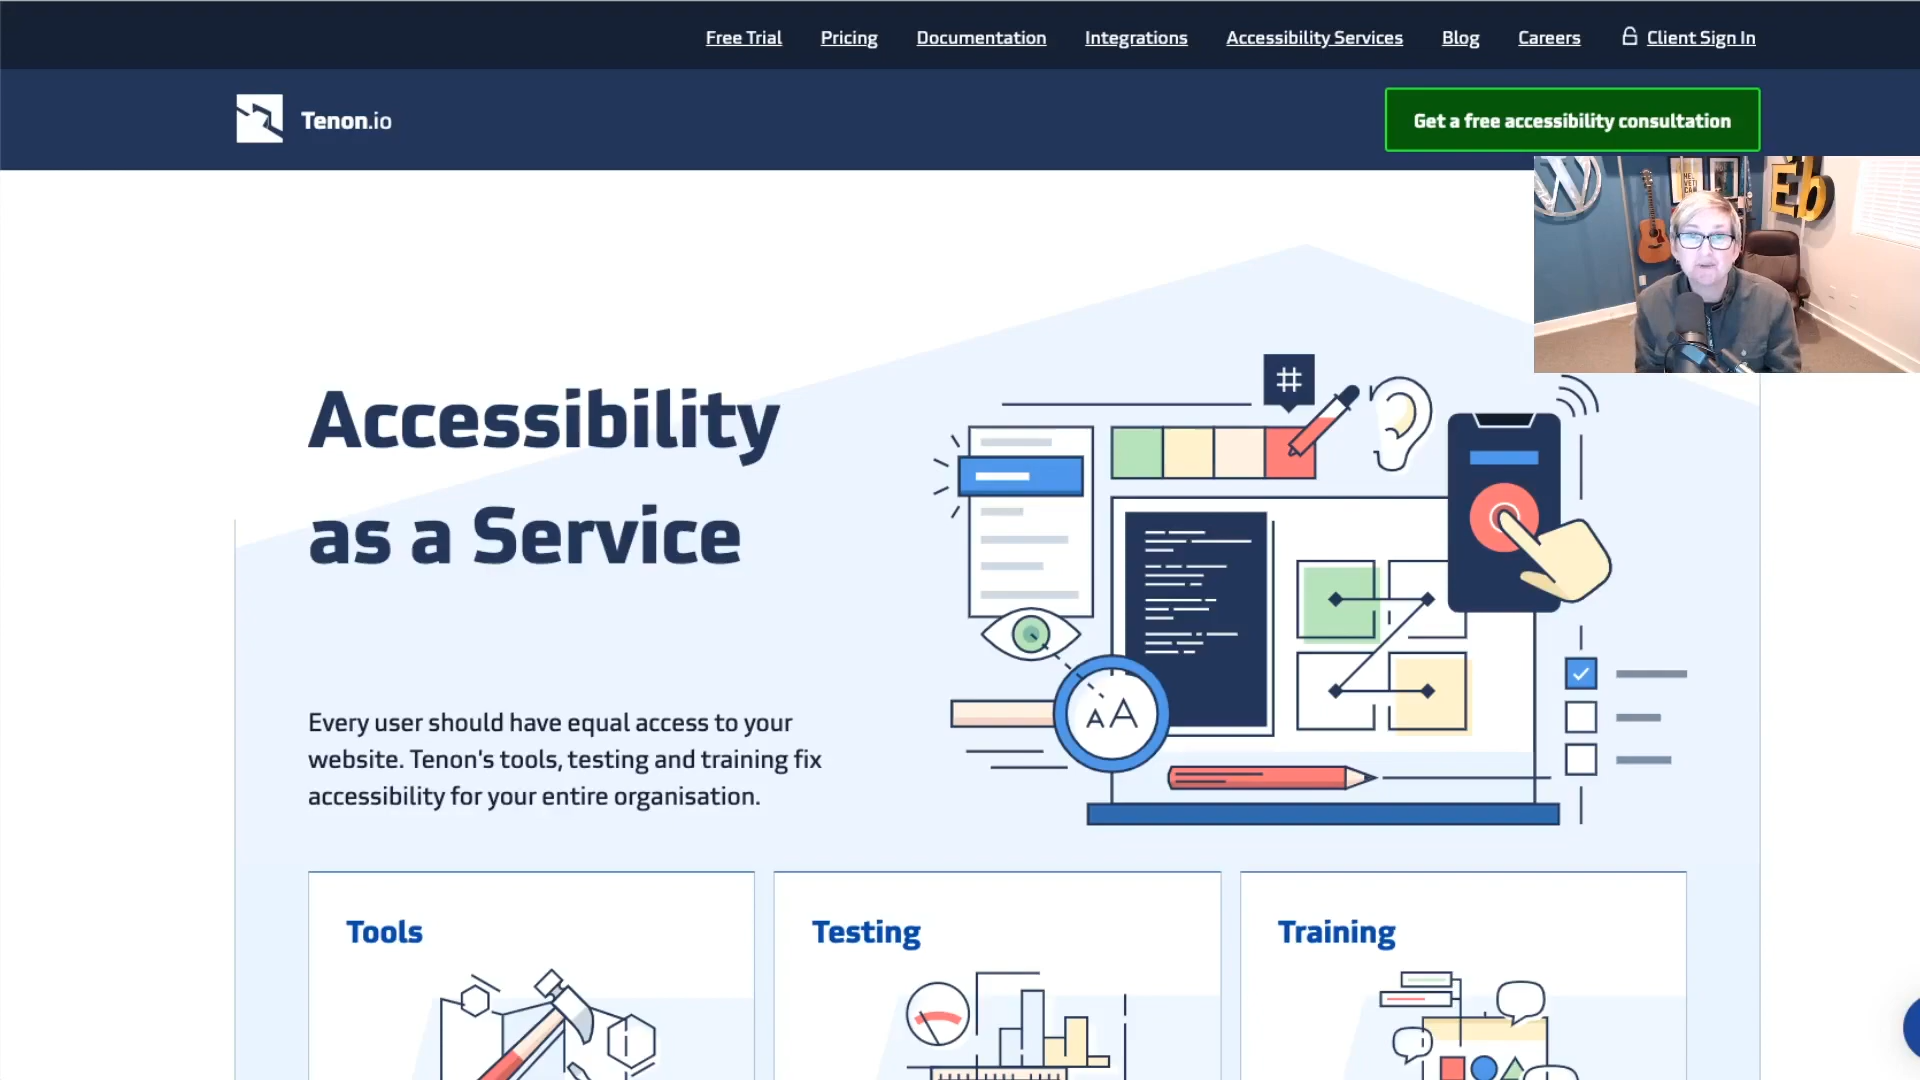 Free Trial
Pricing
Documentation
Integrations
Accessibility Services
Blog
Careers
Client Sign In
Tenon.io
Get a free accessibility consultation
Eb
#
Accessibility
as a Service
AA
Every user should have equal access to your
website. Tenon's tools, testing and training fix
accessibility for your entire organisation.
Tools
Testing
Training